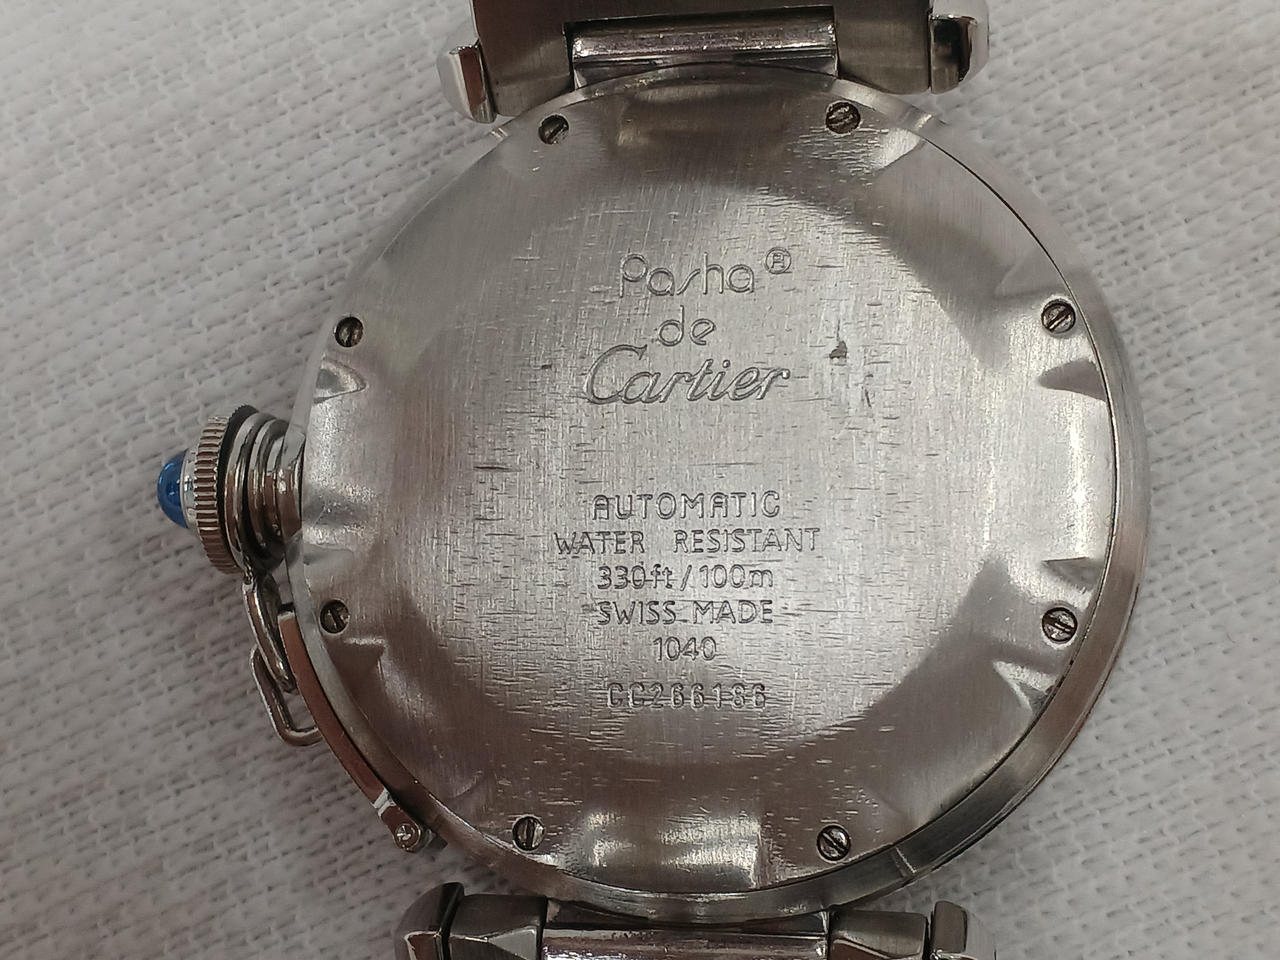 Pasha®
de
Cartier
AUTOMATIC
WATER RESISTANT
330ft/100m
SWISS MADE
1040
CC266186